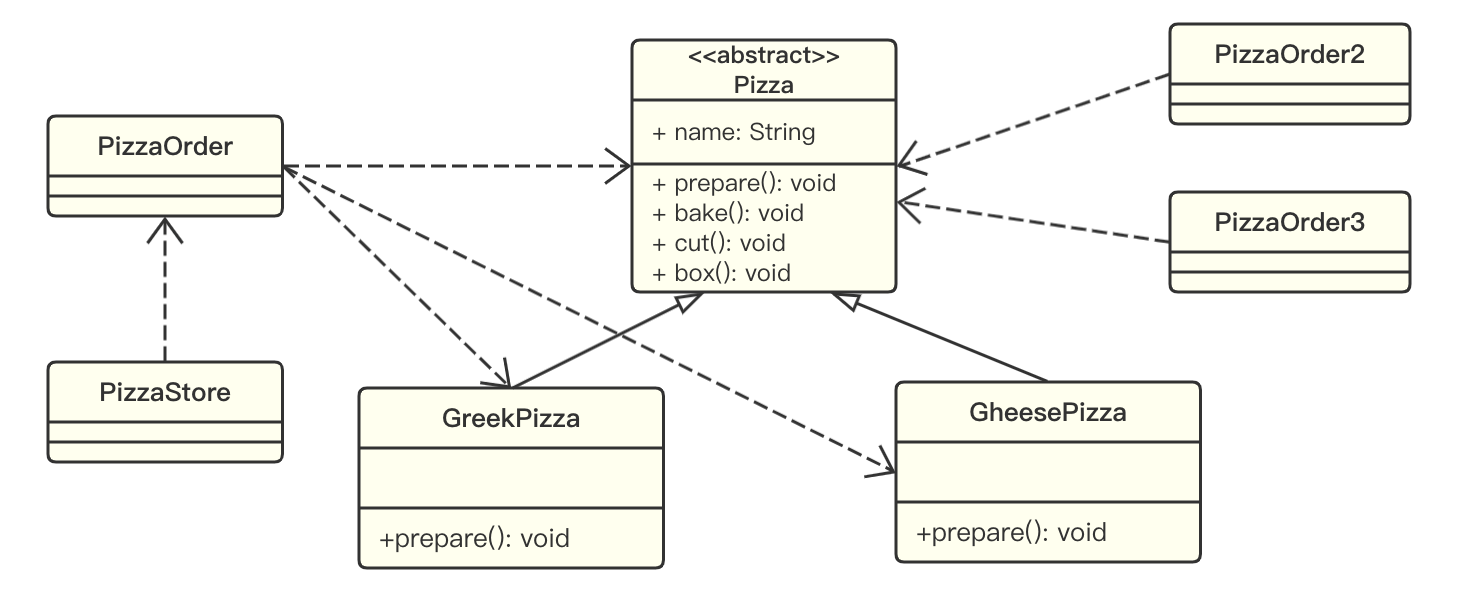 PizzaOrder
PizzaStore
<<abstract>>
Pizza
+ name: String
+ prepare(): void
+ bake(): void
+ cut(): void
+ box(): void
PizzaOrder2
PizzaOrder3
GreekPizza
+prepare(): void
GheesePizza
+prepare(): void